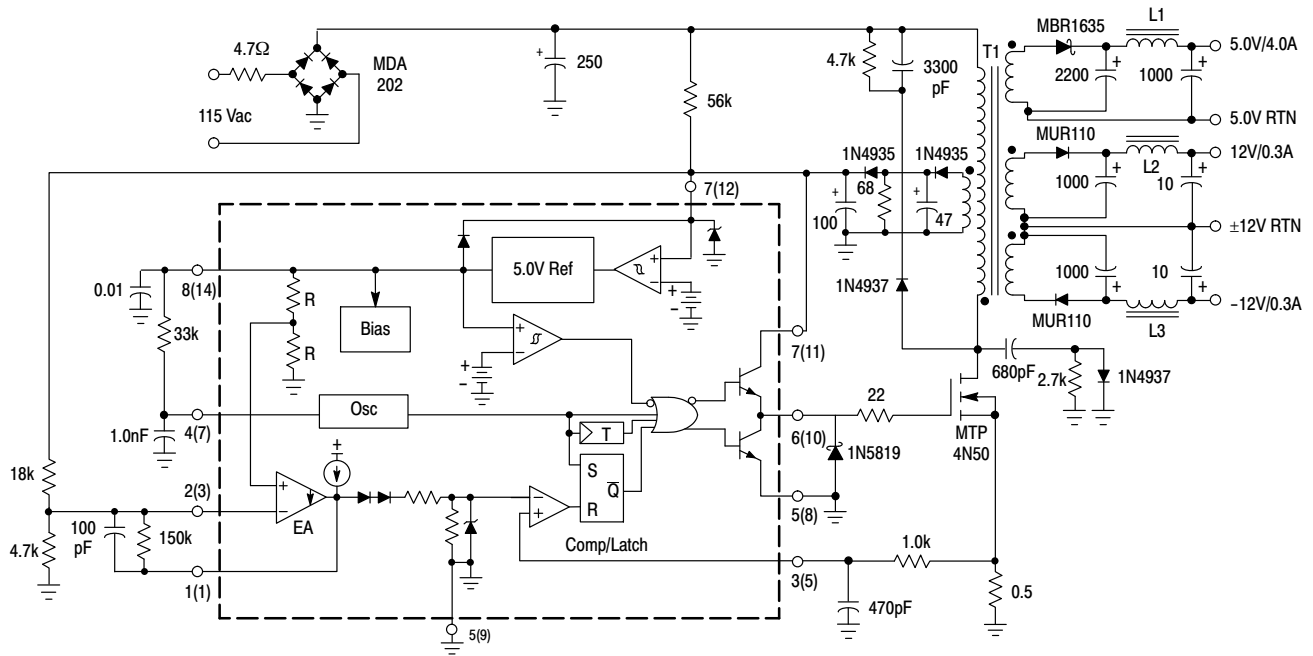 4.7Ω
MDA
202
115 Vac
+
250
56k
4.7k
3300
pF
T1
MBR1635
L1
5.0V/4.0A
+
2200
+
1000
5.0V RTN
MUR110
12V/0.3A
L2
+
1000
+
10
±12V RTN
1000
+
10
+
MUR110
-12V/0.3A
L3
1N4935
1N4935
68
+
100
+
47
7(12)
0.01
8(14)
R
R
33k
Bias
5.0V Ref
+
-
+
-
+
-
+
-
1N4937
7(11)
680pF
2.7k
1N4937
Osc
4(7)
1.0nF
T
S
Q
R
22
6(10)
1N5819
MTP
4N50
5(8)
18k
2(3)
+
+
-
EA
100
pF
150k
4.7k
1(1)
-
+
Comp/Latch
1.0k
3(5)
470pF
0.5
5(9)